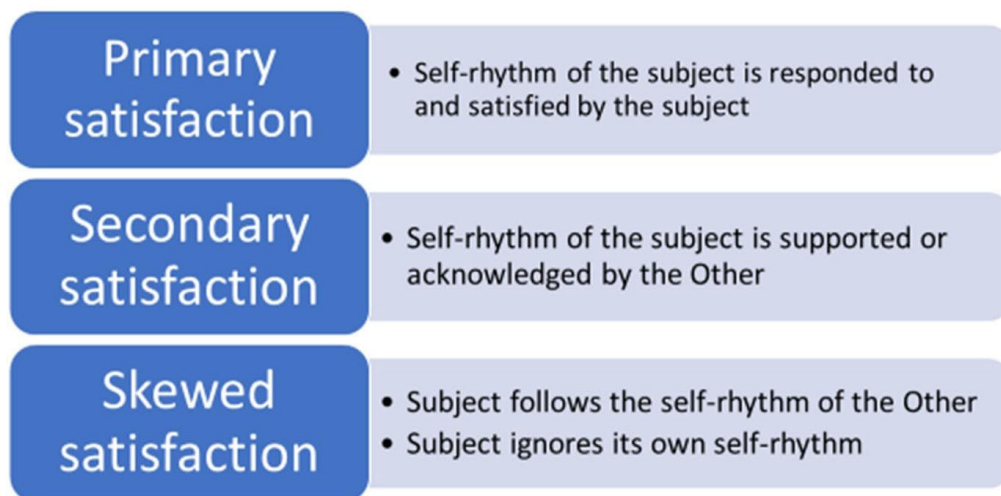 Primary
satisfaction
• Self-rhythm of the subject is responded to
and satisfied by the subject
Secondary
satisfaction
• Self-rhythm of the subject is supported or
acknowledged by the Other
Skewed
satisfaction
• Subject follows the self-rhythm of the Other
• Subject ignores its own self-rhythm